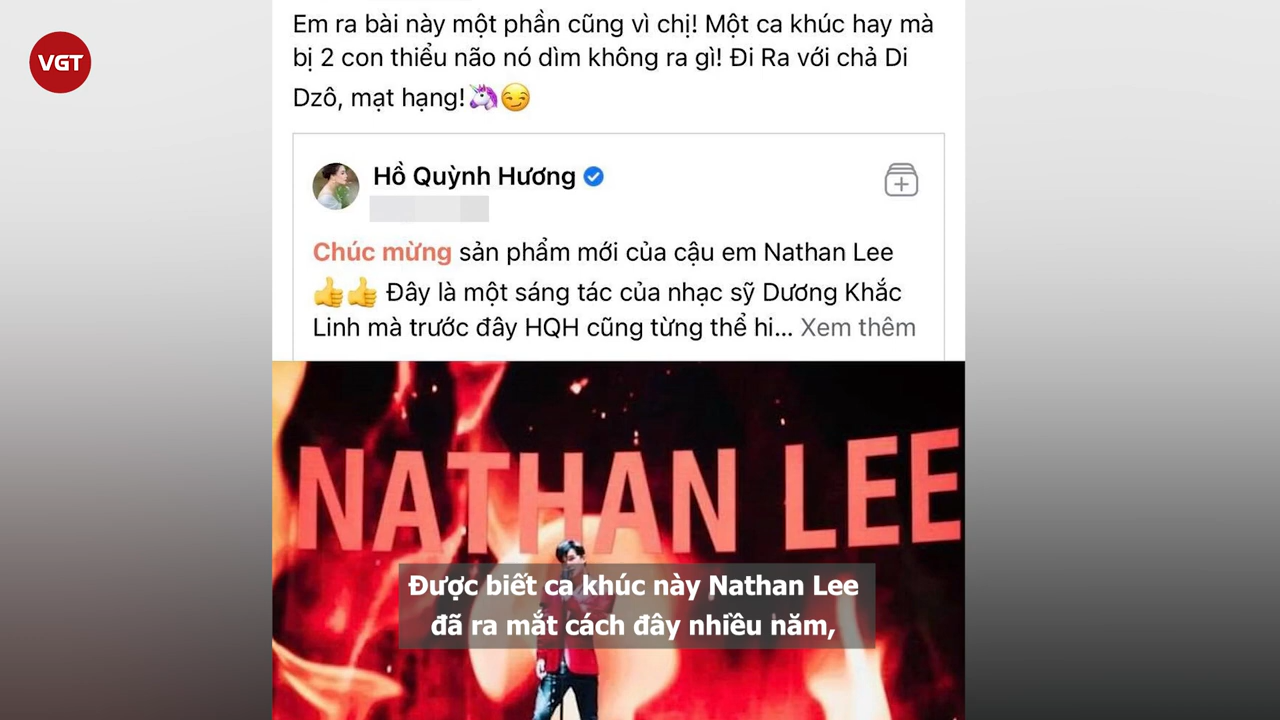 VGT
Em ra bài này một phần cũng vì chị! Một ca khúc hay mà
bị 2 con thiểu não nó dìm không ra gì! Đi Ra với chả Di
Dzô, mạt hạng!🦄😏
Hồ Quỳnh Hương
Chúc mừng sản phẩm mới của cậu em Nathan Lee
👍👍 Đây là một sáng tác của nhạc sỹ Dương Khắc
Linh mà trước đây HQH cũng từng thể hi... Xem thêm
NATHAN LEE
Được biết ca khúc này Nathan Lee
đã ra mắt cách đây nhiều năm,